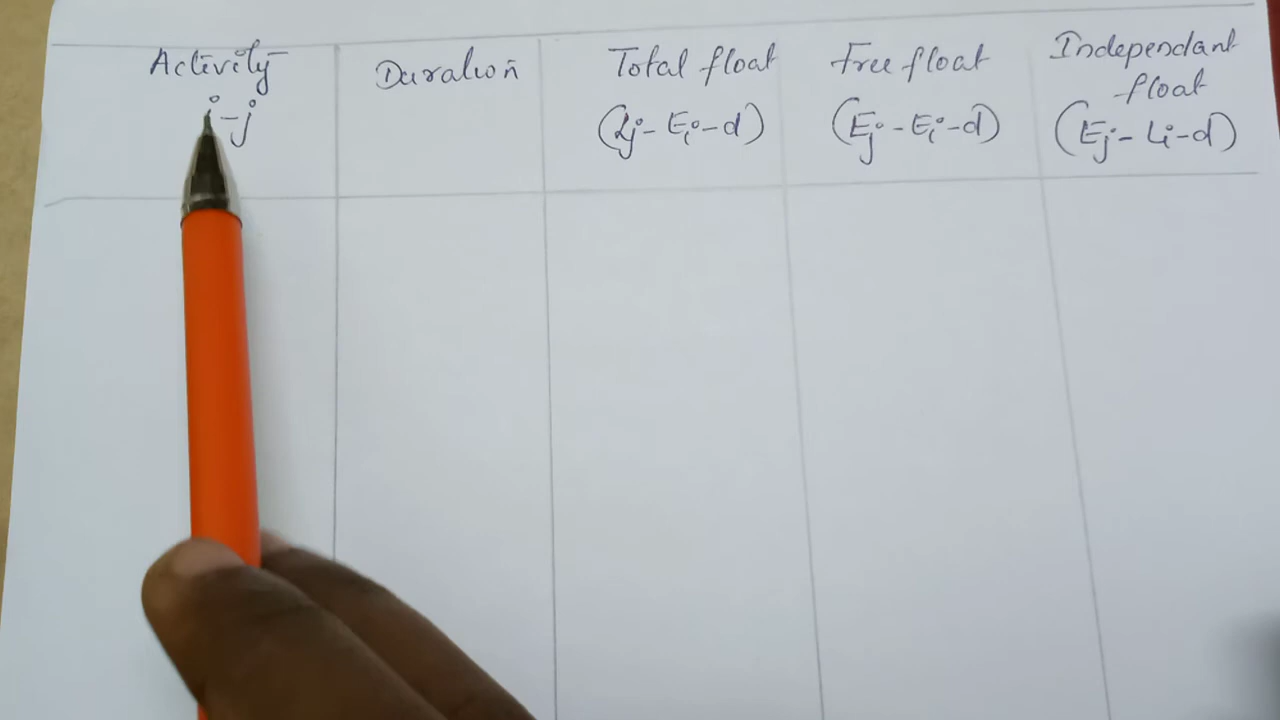 Activity
i-j
Duration
Total float
(Lj - Ei - d)
Free float
(Ej - Ei - d)
Independant
float
(Ej - Li - d)